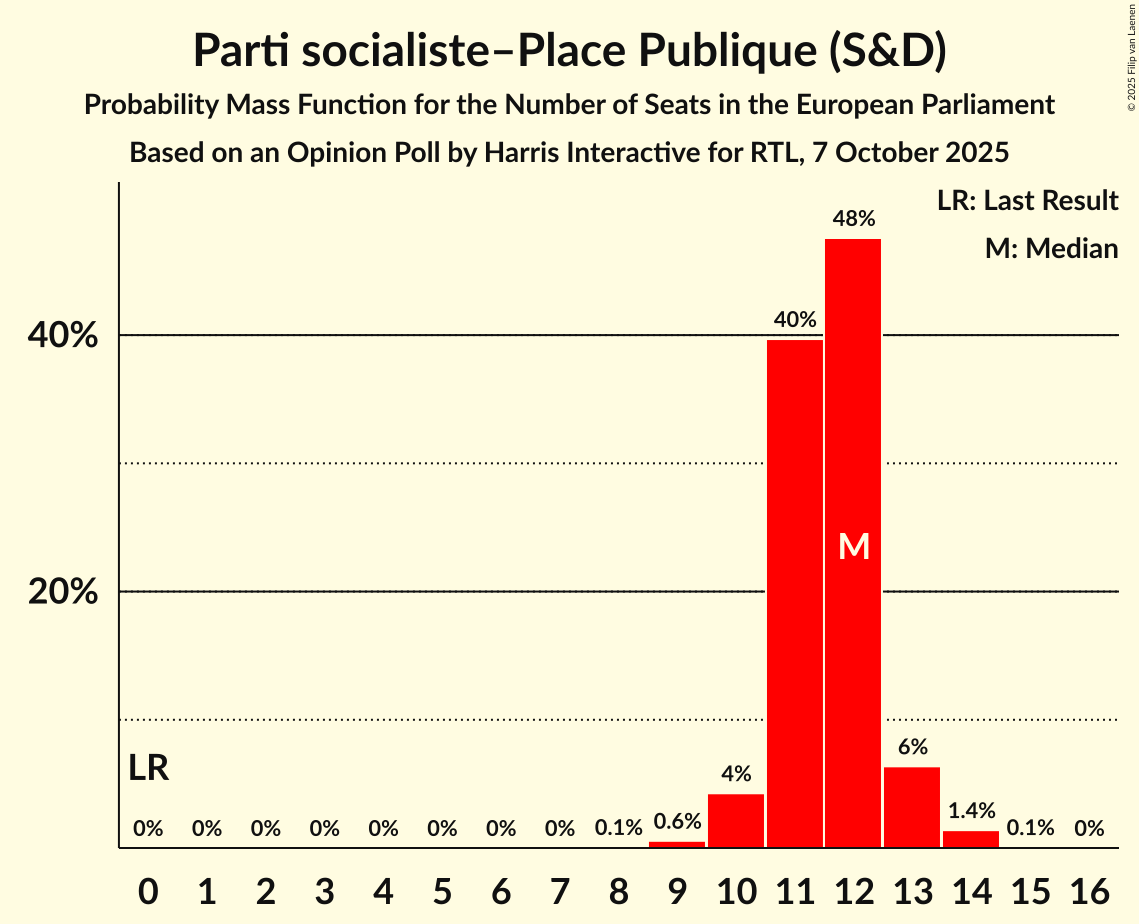 Parti socialiste–Place Publique (S&D)
Probability Mass Function for the Number of Seats in the European Parliament
Based on an Opinion Poll by Harris Interactive for RTL, 7 October 2025
© 2025 Filip van Laenen
LR: Last Result
M: Median
48%
40%
40%
M
20%
6%
LR
4%
1.4%
0% 0% 0% 0% 0% 0% 0% 0% 0.1% 0.6% 0.1% 0%
0 1 2 3 4 5 6 7 8 9 10 11 12 13 14 15 16